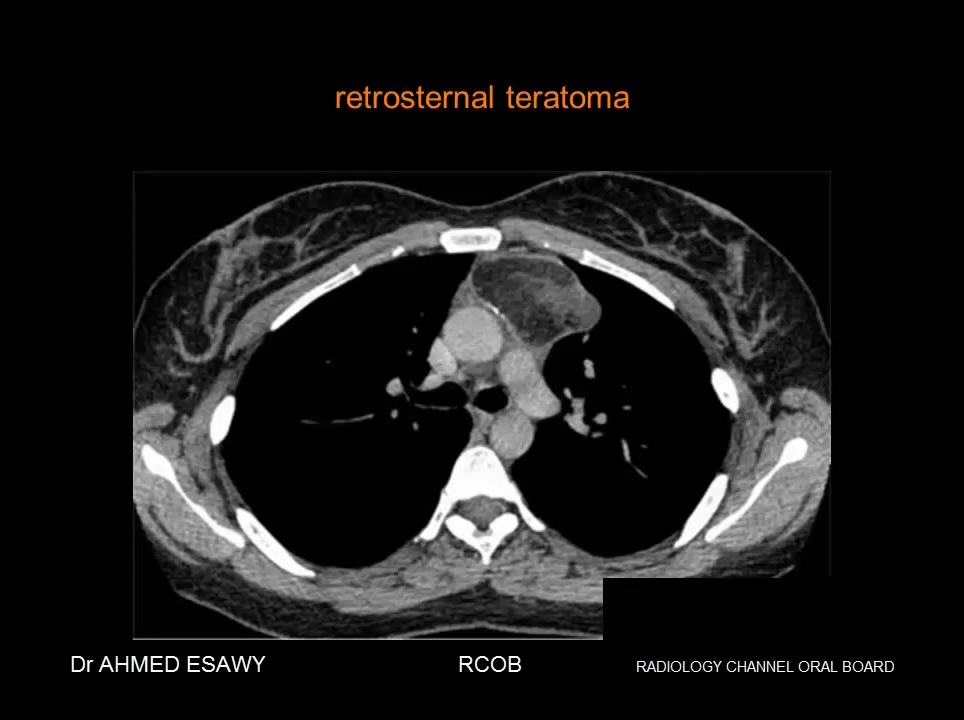 retrosternal teratoma
Dr AHMED ESAWY RCOB RADIOLOGY CHANNEL ORAL BOARD